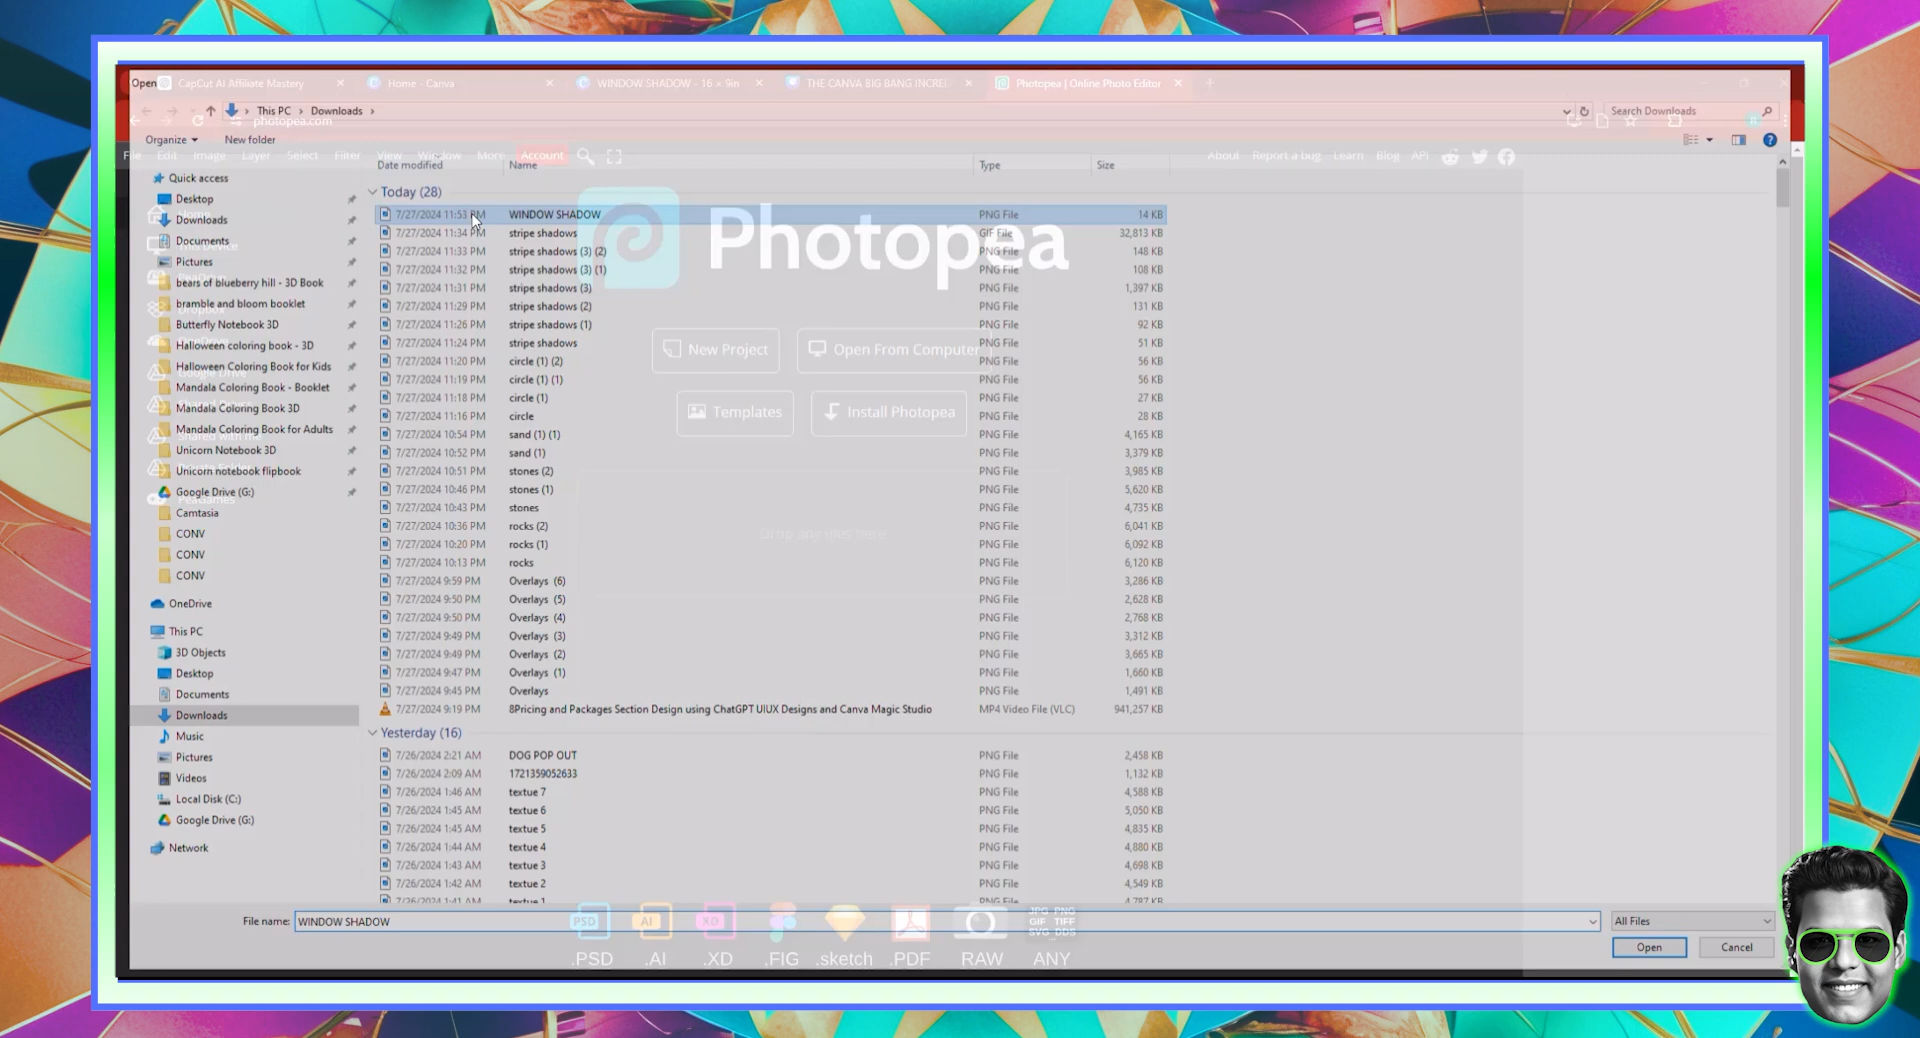 Open
CapCut AI Affiliate Mastery
Home - Canva
WINDOW SHADOW - 16 × 9in
THE CANVA BIG BANG INCRE
Photopea | Online Photo Editor
This PC > Downloads >
Search Downloads
photopea.com
Organize
New folder
File Edit Image Layer Select Filter View Window More Account
About Report a bug Learn Blog API
Date modified Name Type Size
Quick access
Desktop
Downloads
Documents
Pictures
bears of blueberry hill - 3D Book
bramble and bloom booklet
Butterfly Notebook 3D
Halloween coloring book - 3D
Halloween Coloring Book for Kids
Mandala Coloring Book - Booklet
Mandala Coloring Book 3D
Mandala Coloring Book for Adults
Unicorn Notebook 3D
Unicorn notebook flipbook
Google Drive (G:)
Camtasia
CONV
CONV
CONV
OneDrive
This PC
3D Objects
Desktop
Documents
Downloads
Music
Pictures
Videos
Local Disk (C:)
Google Drive (G:)
Network
Today (28)
7/27/2024 11:53 PM WINDOW SHADOW PNG File 14 KB
7/27/2024 11:34 PM stripe shadows GIF File 32,813 KB
7/27/2024 11:33 PM stripe shadows (3) (2) PNG File 148 KB
7/27/2024 11:32 PM stripe shadows (3) (1) PNG File 108 KB
7/27/2024 11:31 PM stripe shadows (3) PNG File 1,397 KB
7/27/2024 11:29 PM stripe shadows (2) PNG File 131 KB
7/27/2024 11:26 PM stripe shadows (1) PNG File 92 KB
7/27/2024 11:24 PM stripe shadows PNG File 51 KB
7/27/2024 11:20 PM circle (1) (2) PNG File 56 KB
7/27/2024 11:19 PM circle (1) (1) PNG File 56 KB
7/27/2024 11:18 PM circle (1) PNG File 27 KB
7/27/2024 11:16 PM circle PNG File 28 KB
7/27/2024 10:54 PM sand (1) (1) PNG File 4,165 KB
7/27/2024 10:52 PM sand (1) PNG File 3,379 KB
7/27/2024 10:51 PM stones (2) PNG File 3,985 KB
7/27/2024 10:46 PM stones (1) PNG File 5,620 KB
7/27/2024 10:43 PM stones PNG File 4,735 KB
7/27/2024 10:36 PM rocks (2) PNG File 6,041 KB
7/27/2024 10:20 PM rocks (1) PNG File 6,092 KB
7/27/2024 10:13 PM rocks PNG File 6,120 KB
7/27/2024 9:59 PM Overlays (6) PNG File 3,286 KB
7/27/2024 9:50 PM Overlays (5) PNG File 2,628 KB
7/27/2024 9:50 PM Overlays (4) PNG File 2,768 KB
7/27/2024 9:49 PM Overlays (3) PNG File 3,312 KB
7/27/2024 9:49 PM Overlays (2) PNG File 3,665 KB
7/27/2024 9:47 PM Overlays (1) PNG File 1,660 KB
7/27/2024 9:45 PM Overlays PNG File 1,491 KB
7/27/2024 9:19 PM 8Pricing and Packages Section Design using ChatGPT UIUX Designs and Canva Magic Studio MP4 Video File (VLC) 941,257 KB
Yesterday (16)
7/26/2024 2:21 AM DOG POP OUT PNG File 2,458 KB
7/26/2024 2:09 AM 1721359052633 PNG File 1,132 KB
7/26/2024 1:46 AM textue 7 PNG File 4,588 KB
7/26/2024 1:45 AM textue 6 PNG File 5,050 KB
7/26/2024 1:45 AM textue 5 PNG File 4,835 KB
7/26/2024 1:44 AM textue 4 PNG File 4,880 KB
7/26/2024 1:43 AM textue 3 PNG File 4,698 KB
7/26/2024 1:42 AM textue 2 PNG File 4,549 KB
7/26/2024 1:41 AM textue 1 PNG File 4,787 KB
Photopea
New Project
Open From Computer
Templates
Install Photopea
File name: WINDOW SHADOW
All Files
Open
Cancel
PSD AI XD JPG PNG
GIF TIFF
SVG DDS
.PSD .AI .XD .FIG .sketch .PDF RAW ANY